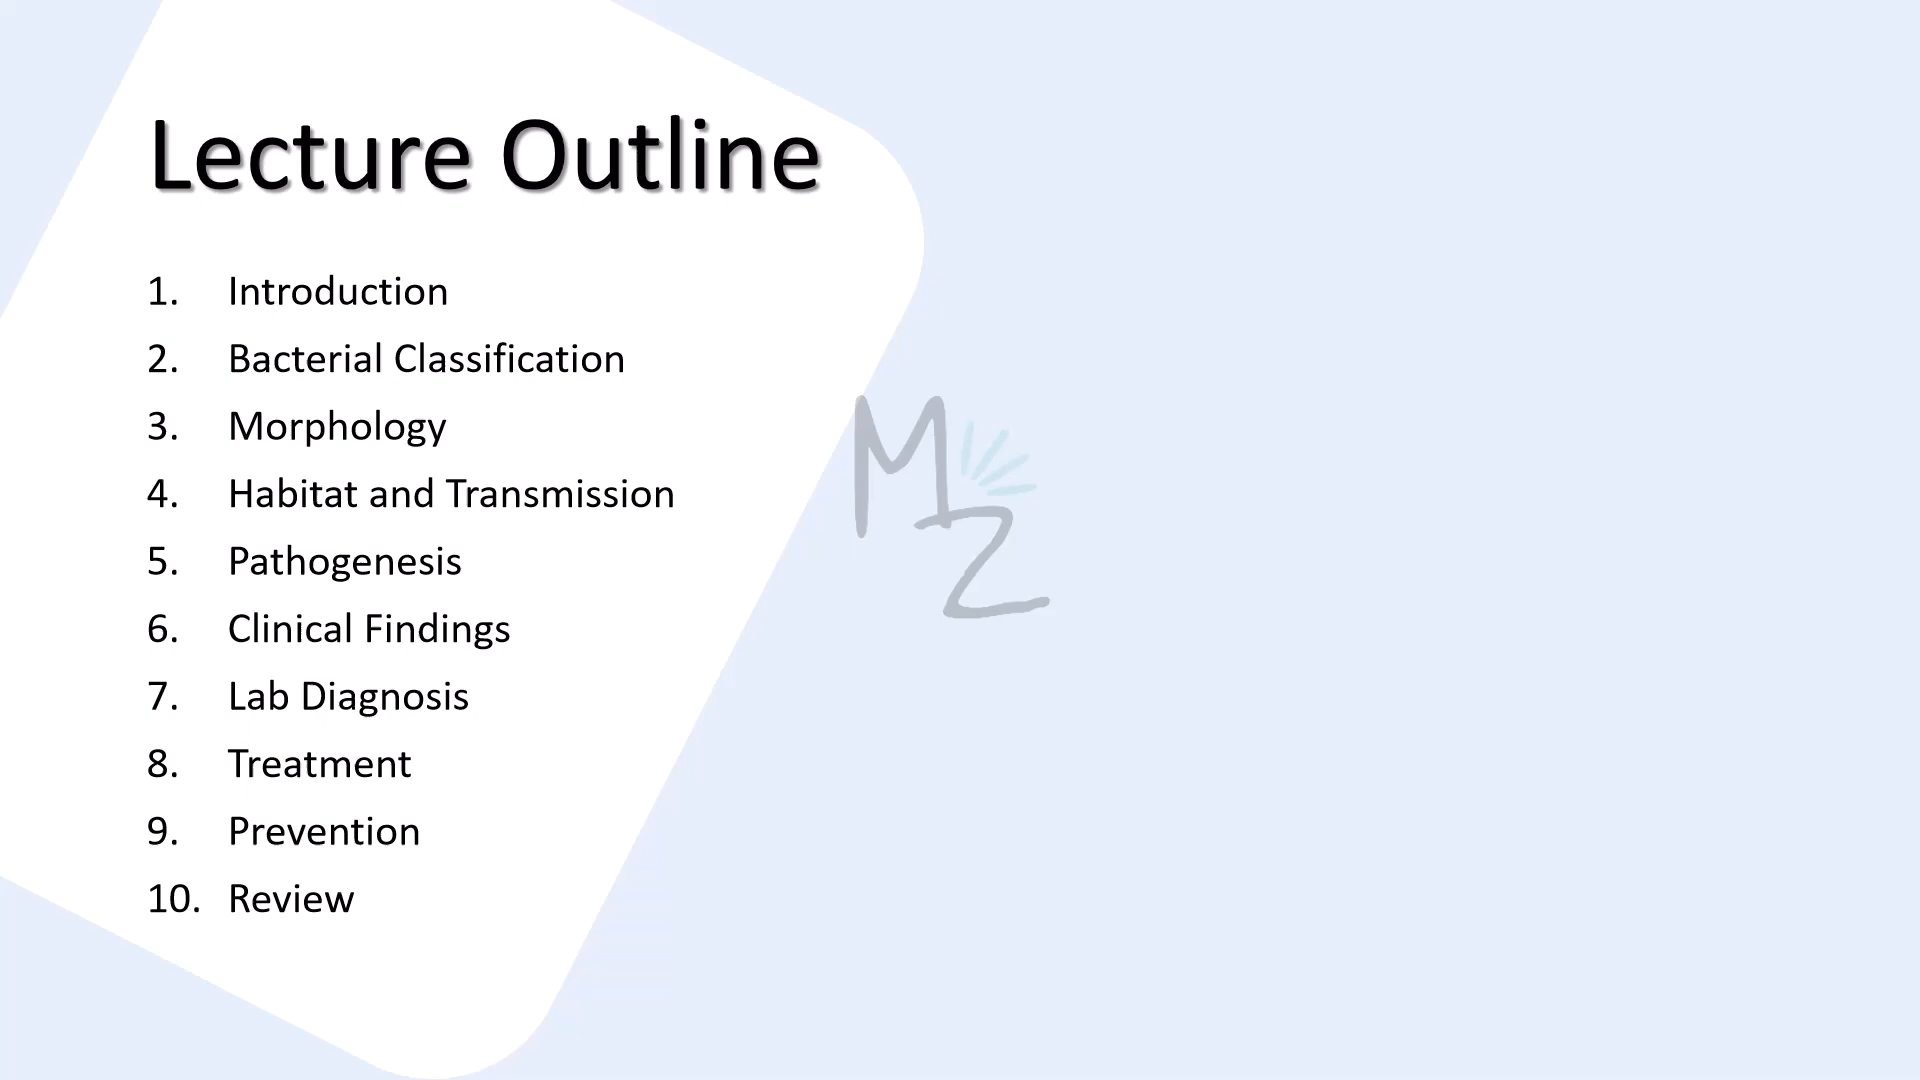 Lecture Outline
1. Introduction
2. Bacterial Classification
3. Morphology
4. Habitat and Transmission
5. Pathogenesis
6. Clinical Findings
7. Lab Diagnosis
8. Treatment
9. Prevention
10. Review
M
Z